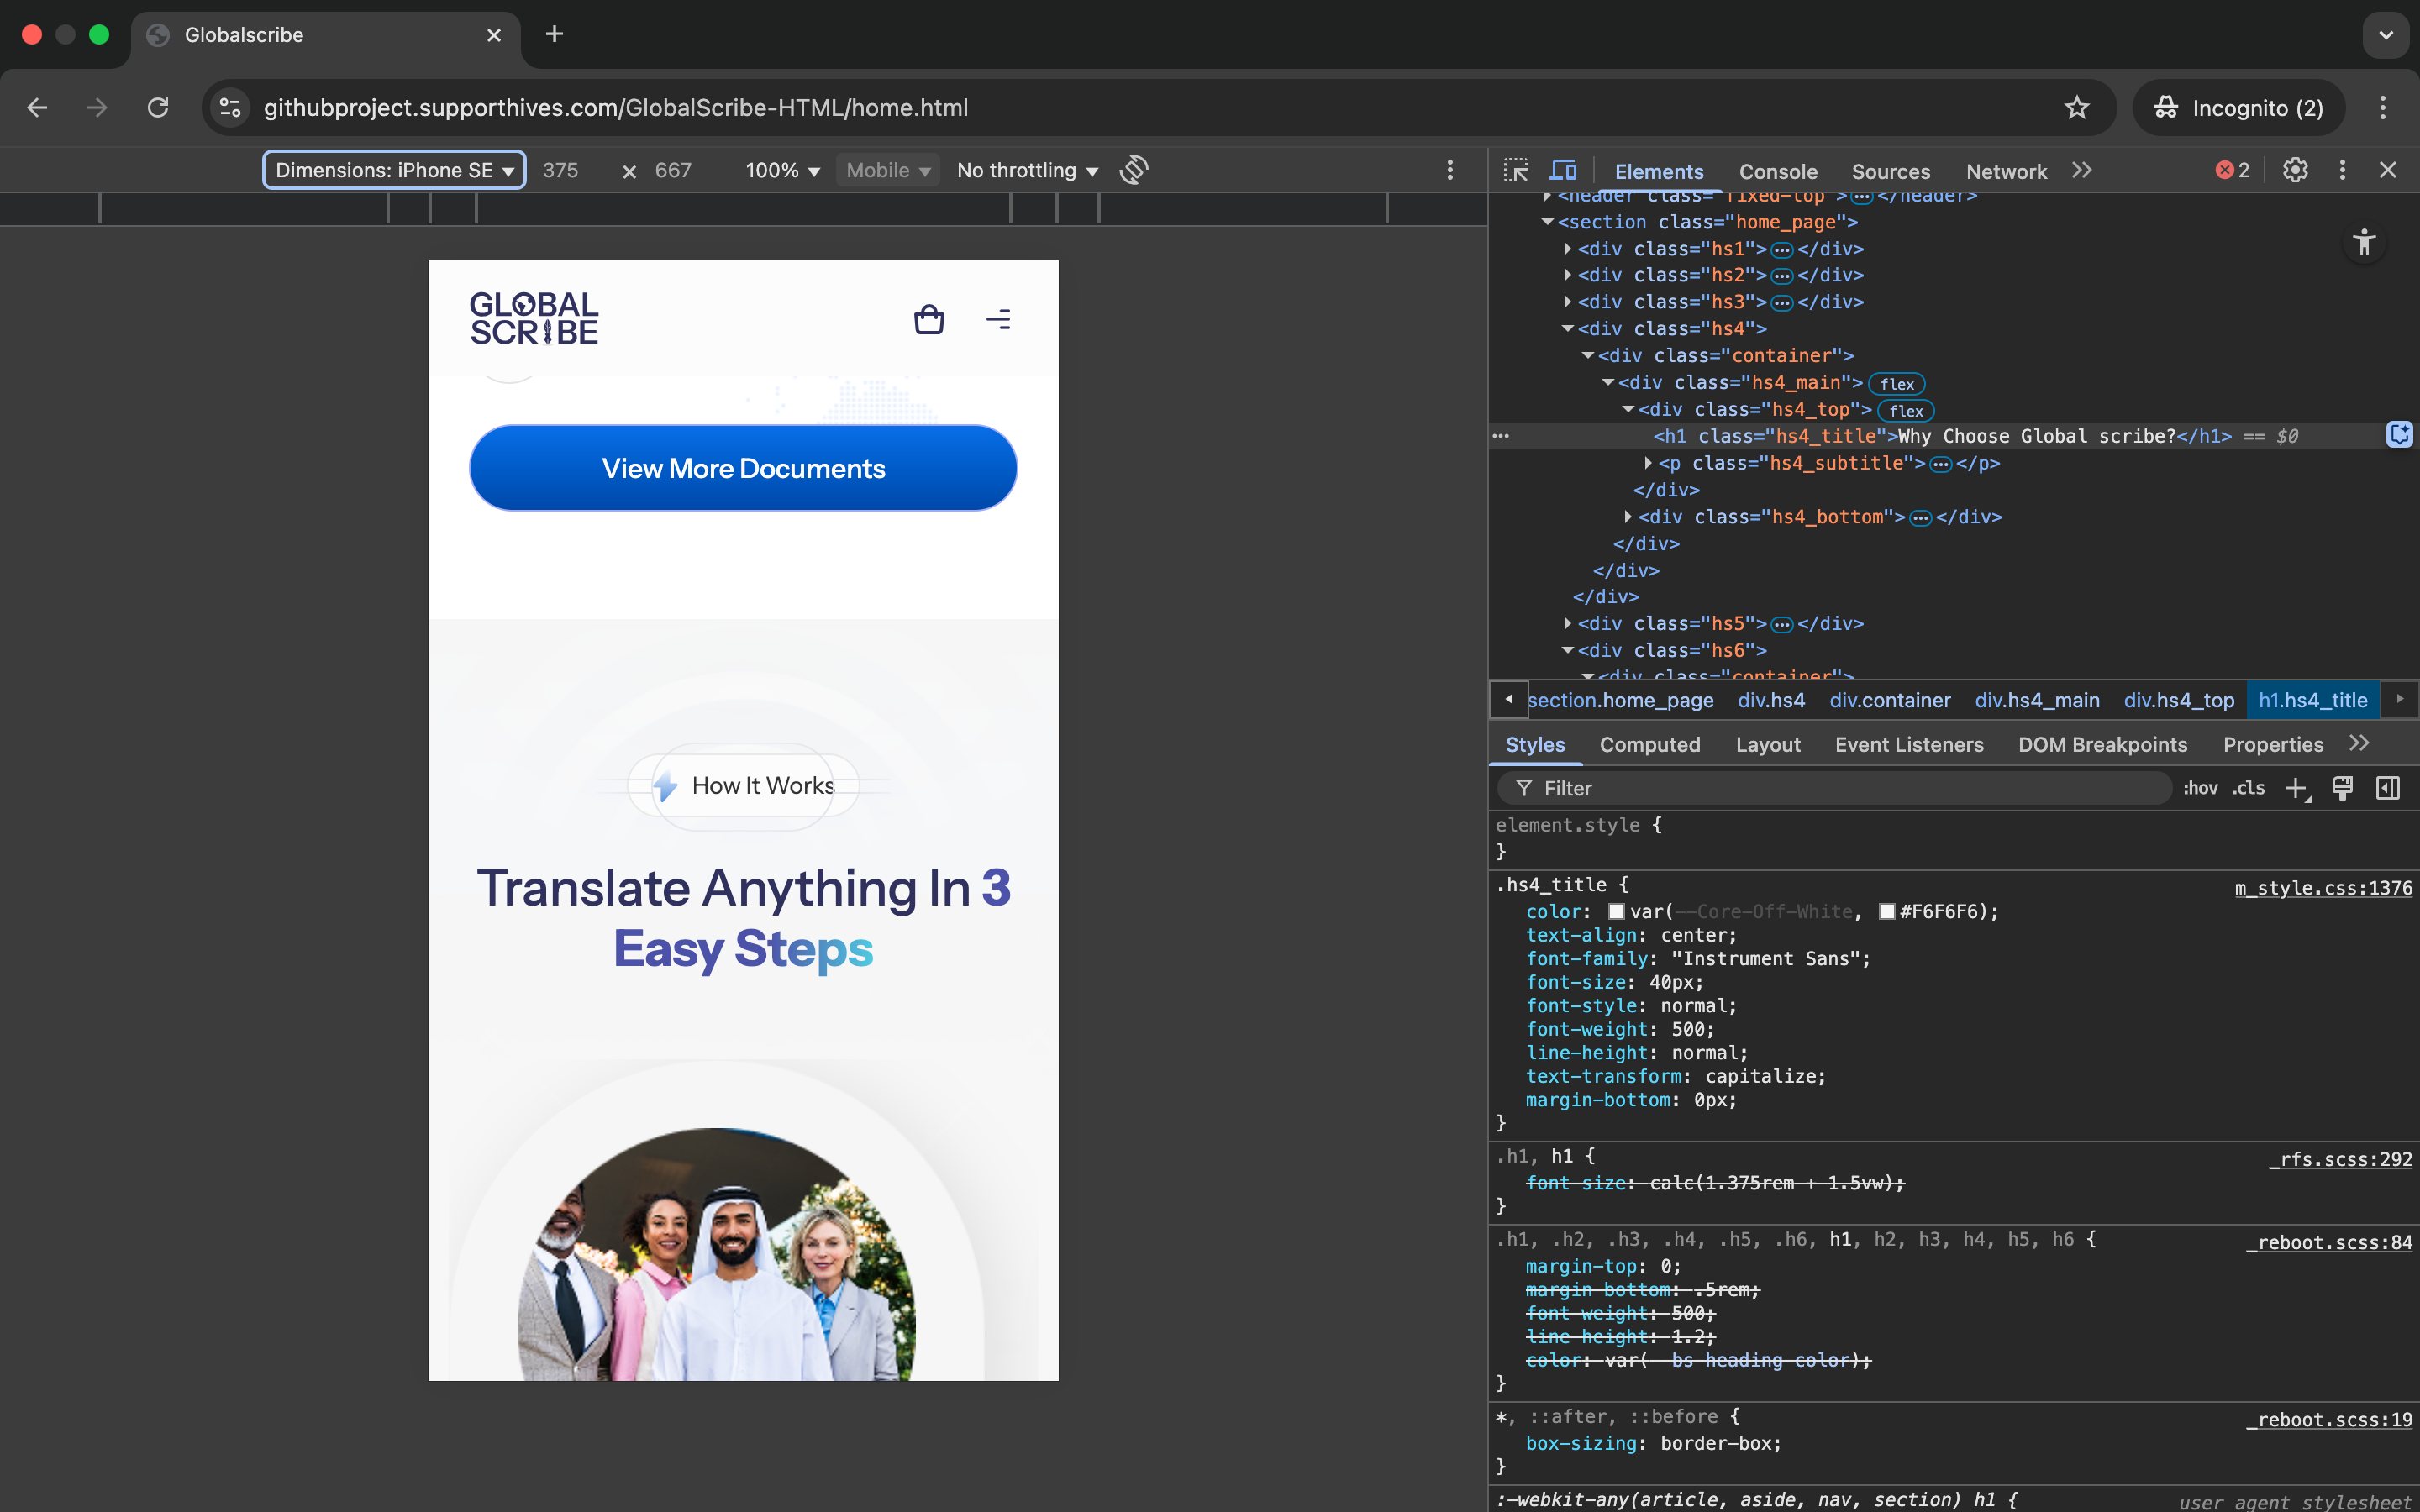 Globalscribe
githubproject.supporthives.com/GlobalScribe-HTML/home.html
Incognito (2)
Dimensions: iPhone SE 375 × 667 100% Mobile No throttling
GLOBAL
SCRIBE
View More Documents
How It Works
Translate Anything In 3
Easy Steps
Elements Console Sources Network 2
<header class="fixed-top">…</header>
<section class="home_page">
<div class="hs1">…</div>
<div class="hs2">…</div>
<div class="hs3">…</div>
<div class="hs4">
<div class="container">
<div class="hs4_main"> flex
<div class="hs4_top"> flex
<h1 class="hs4_title">Why Choose Global scribe?</h1> == $0
<p class="hs4_subtitle">…</p>
</div>
<div class="hs4_bottom">…</div>
</div>
</div>
</div>
<div class="hs5">…</div>
<div class="hs6">
<div class="container">
section.home_page div.hs4 div.container div.hs4_main div.hs4_top h1.hs4_title
Styles Computed Layout Event Listeners DOM Breakpoints Properties
Filter :hov .cls
element.style {
}
.hs4_title { m_style.css:1376
color: var(--Core-Off-White, #F6F6F6);
text-align: center;
font-family: "Instrument Sans";
font-size: 40px;
font-style: normal;
font-weight: 500;
line-height: normal;
text-transform: capitalize;
margin-bottom: 0px;
}
.h1, h1 { _rfs.scss:292
font-size: calc(1.375rem + 1.5vw);
}
.h1, .h2, .h3, .h4, .h5, .h6, h1, h2, h3, h4, h5, h6 { _reboot.scss:84
margin-top: 0;
margin-bottom: .5rem;
font-weight: 500;
line-height: 1.2;
color: var(--bs-heading-color);
}
*, ::after, ::before { _reboot.scss:19
box-sizing: border-box;
}
:-webkit-any(article, aside, nav, section) h1 { user agent stylesheet